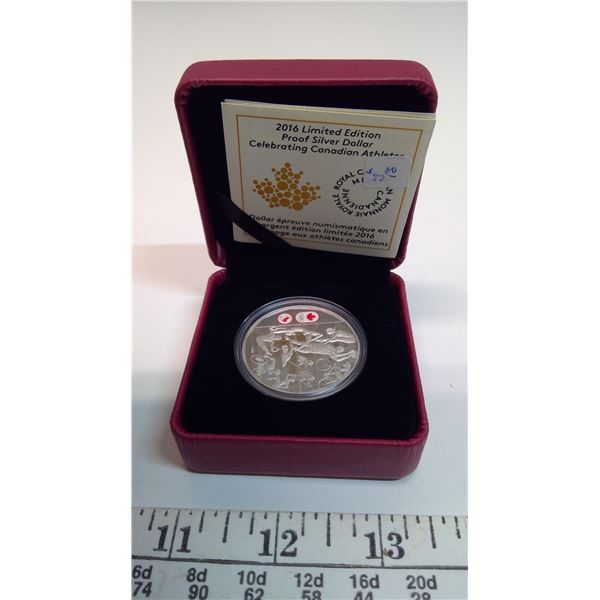 2016 Limited Edition
Proof Silver Dollar
Celebrating Canadian Athletes
MONNAIE ROYALE CANADIENNE
ROYAL
Dollar épreuve numismatique en
argent édition limitée 2016
aux athlètes canadiens
11 12 13
6d 8d 10d 12d 16d 20d
74 90 62 58 44 28